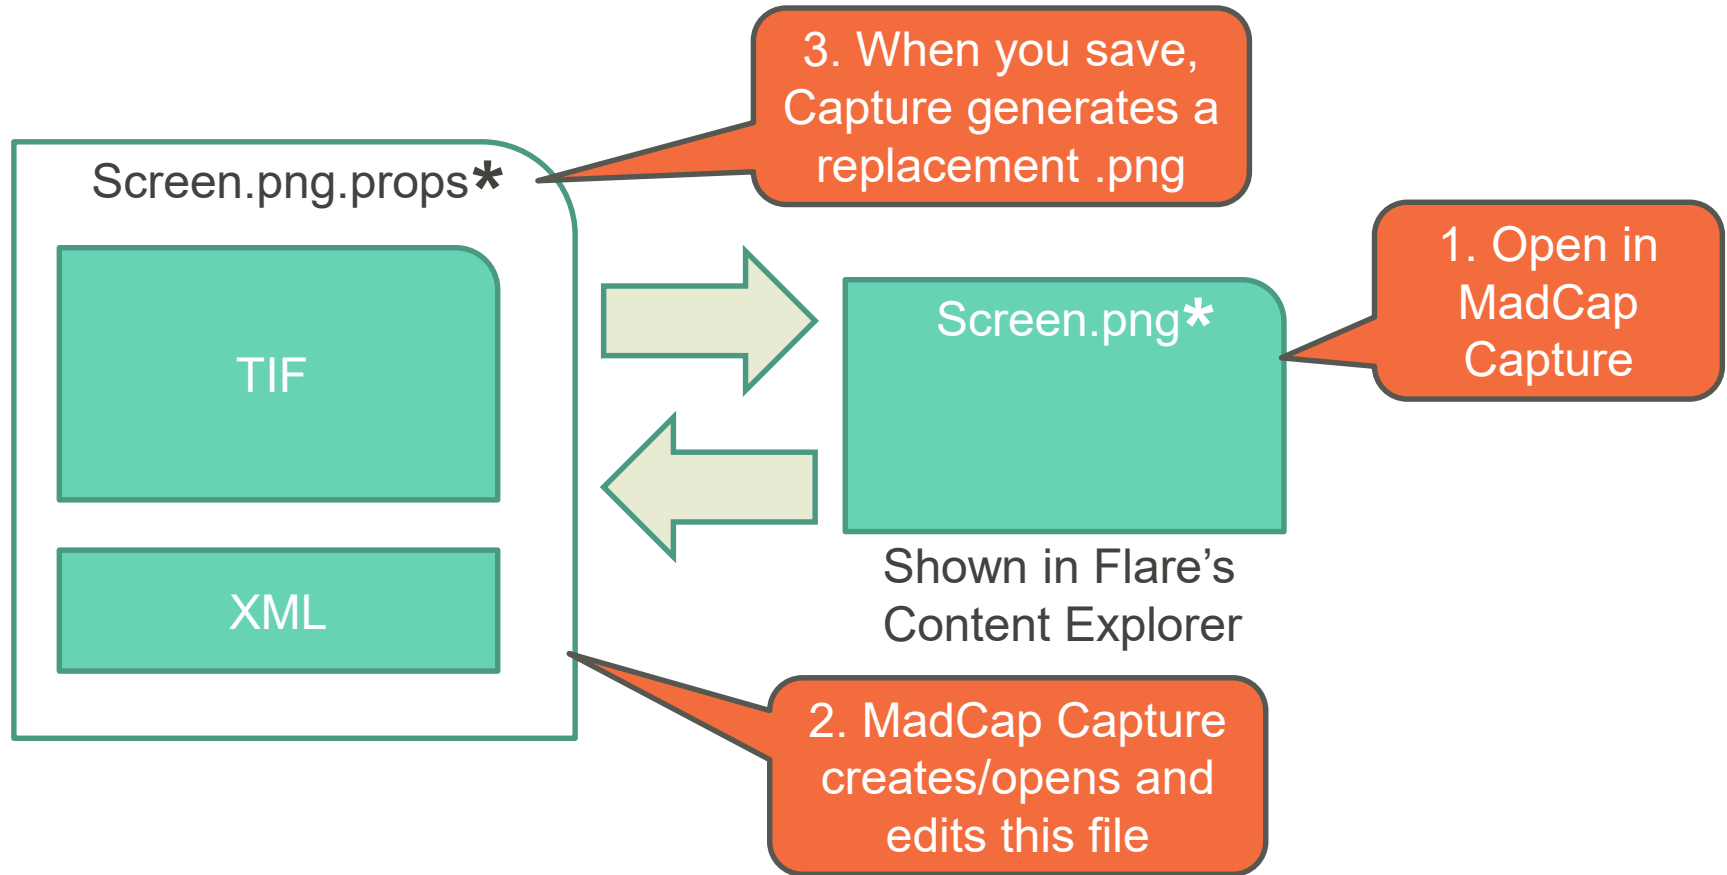 3. When you save,
Capture generates a
replacement .png
Screen.png.props*
TIF
XML
Screen.png*
Shown in Flare’s
Content Explorer
1. Open in
MadCap
Capture
2. MadCap Capture
creates/opens and
edits this file